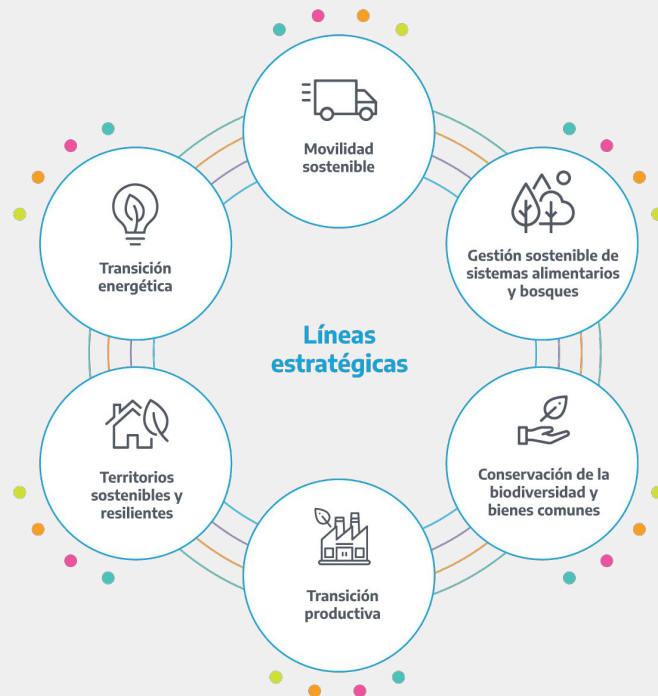 Movilidad
sostenible
Transición
energética
Gestión sostenible de
sistemas alimentarios
y bosques
Líneas
estratégicas
Territorios
sostenibles y
resilientes
Conservación de la
biodiversidad y
bienes comunes
Transición
productiva